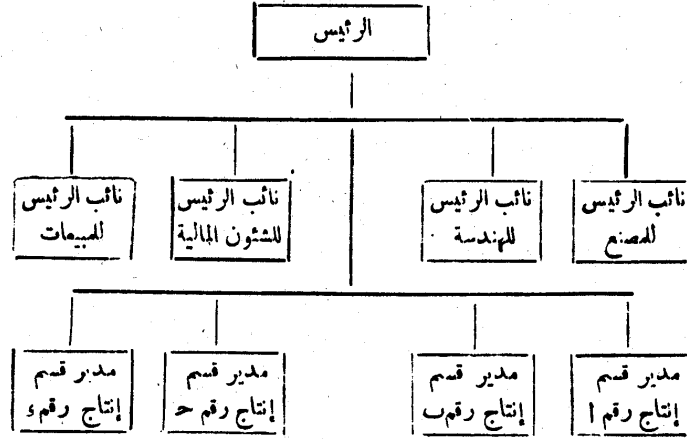 الرئيس
نائب الرئيس
للمصنع
نائب الرئيس
للهندسة
نائب الرئيس
للشئون المالية
نائب الرئيس
للمبيعات
مدير قسم
إنتاج رقم ا
مدير قسم
إنتاج رقم ب
مدير قسم
إنتاج رقم حـ
مدير قسم
إنتاج رقم ء